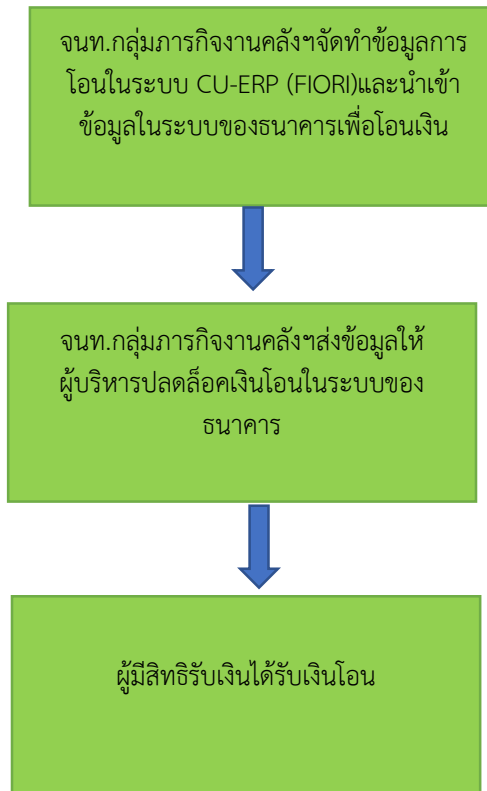 จนท.กลุ่มภารกิจงานคลังฯจัดทำข้อมูลการ
โอนในระบบ CU-ERP (FIORI)และนำเข้า
ข้อมูลในระบบของธนาคารเพื่อโอนเงิน
จนท.กลุ่มภารกิจงานคลังฯส่งข้อมูลให้
ผู้บริหารปลดล็อคเงินโอนในระบบของ
ธนาคาร
ผู้มีสิทธิรับเงินได้รับเงินโอน